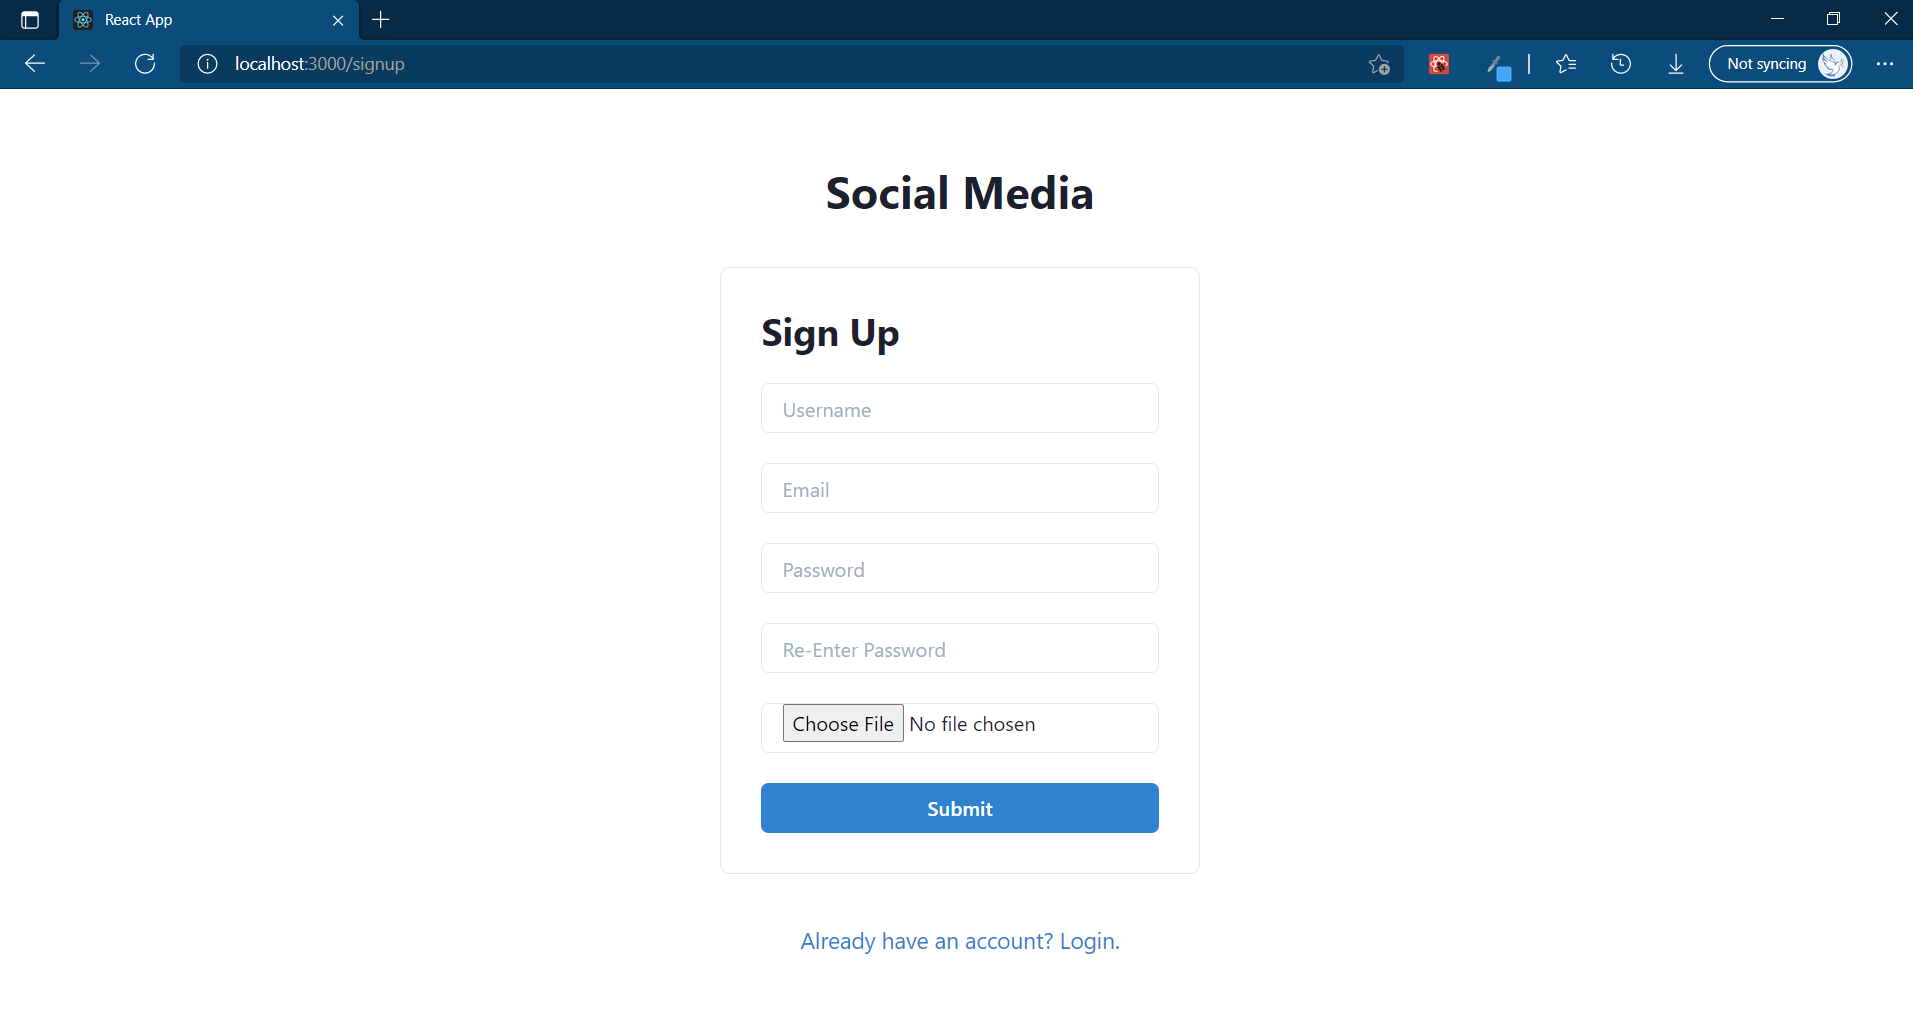 React App
localhost:3000/signup
Not syncing
Social Media
Sign Up
Username
Email
Password
Re-Enter Password
Choose File No file chosen
Submit
Already have an account? Login.